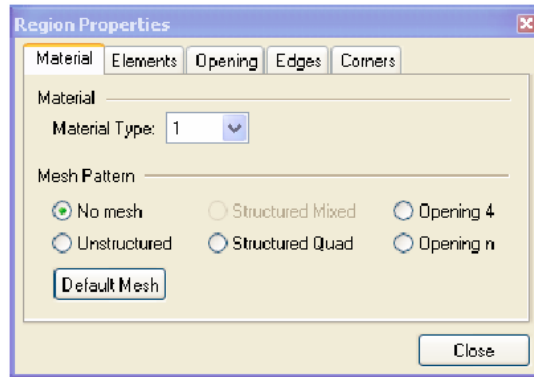 Region Properties
Material Elements Opening Edges Corners
Material
Material Type: 1
Mesh Pattern
No mesh Structured Mixed Opening 4
Unstructured Structured Quad Opening n
Default Mesh
Close